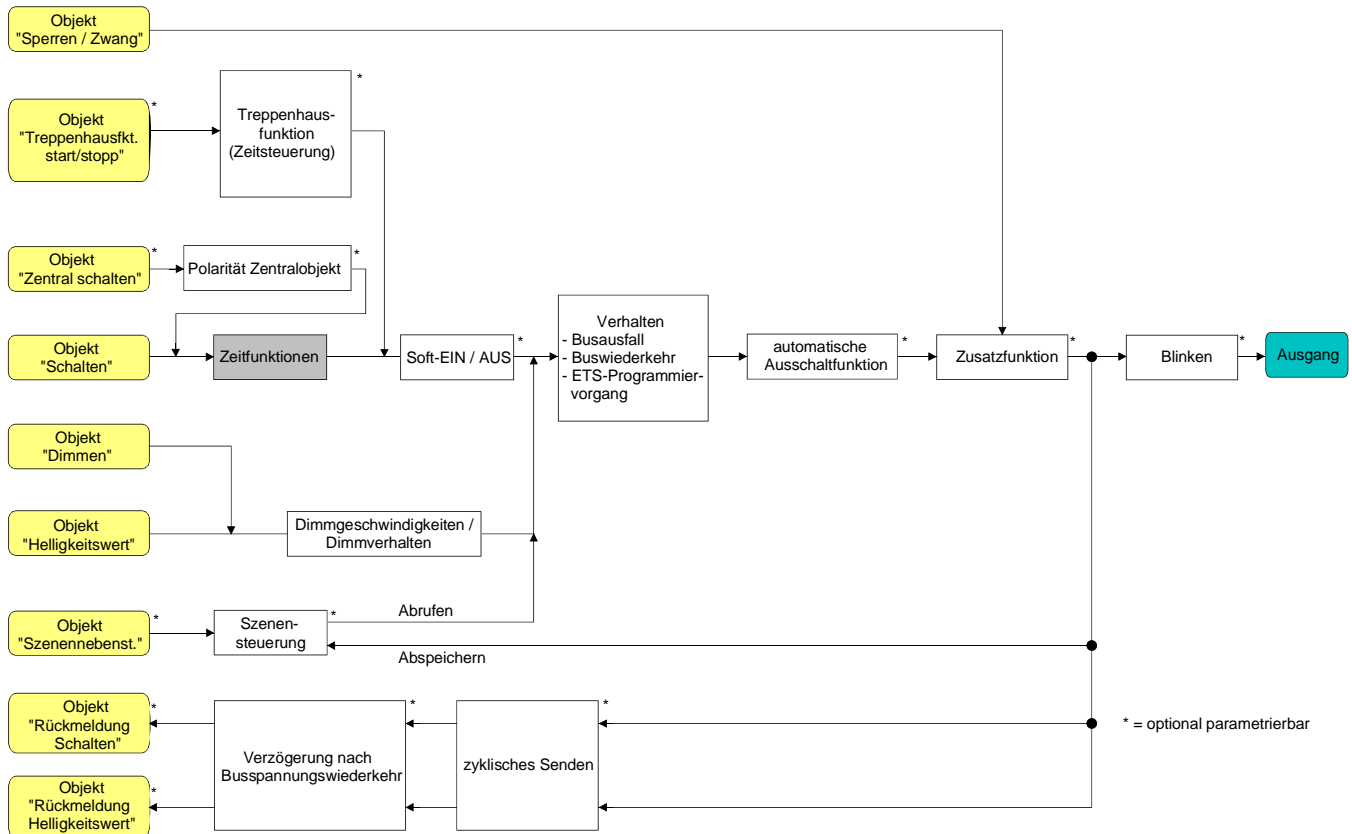 Objekt
"Sperren / Zwang"
*
*
Objekt
"Treppenhausfkt.
start/stopp"
Treppenhaus-
funktion
(Zeitsteuerung)
*
*
Objekt
"Zentral schalten"
Polarität Zentralobjekt
Objekt
"Schalten"
Zeitfunktionen
Soft-EIN / AUS
*
Verhalten
- Busausfall
- Buswiederkehr
- ETS-Programmier-
vorgang
automatische
Ausschaltfunktion
*
Zusatzfunktion
*
Blinken
*
Ausgang
Objekt
"Dimmen"
Objekt
"Helligkeitswert"
Dimmgeschwindigkeiten /
Dimmverhalten
Objekt
"Szenennebenst."
*
Szenen-
steuerung
*
Abrufen
Abspeichern
Objekt
"Rückmeldung
Schalten"
*
*
*
Verzögerung nach
Busspannungswiederkehr
zyklisches Senden
* = optional parametrierbar
Objekt
"Rückmeldung
Helligkeitswert"
*